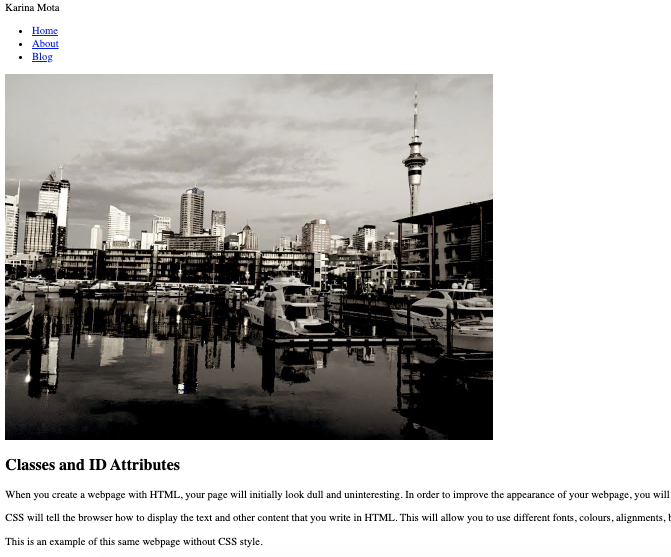 Karina Mota
Home
About
Blog
Classes and ID Attributes
When you create a webpage with HTML, your page will initially look dull and uninteresting. In order to improve the appearance of your webpage, you will
CSS will tell the browser how to display the text and other content that you write in HTML. This will allow you to use different fonts, colours, alignments,
This is an example of this same webpage without CSS style.